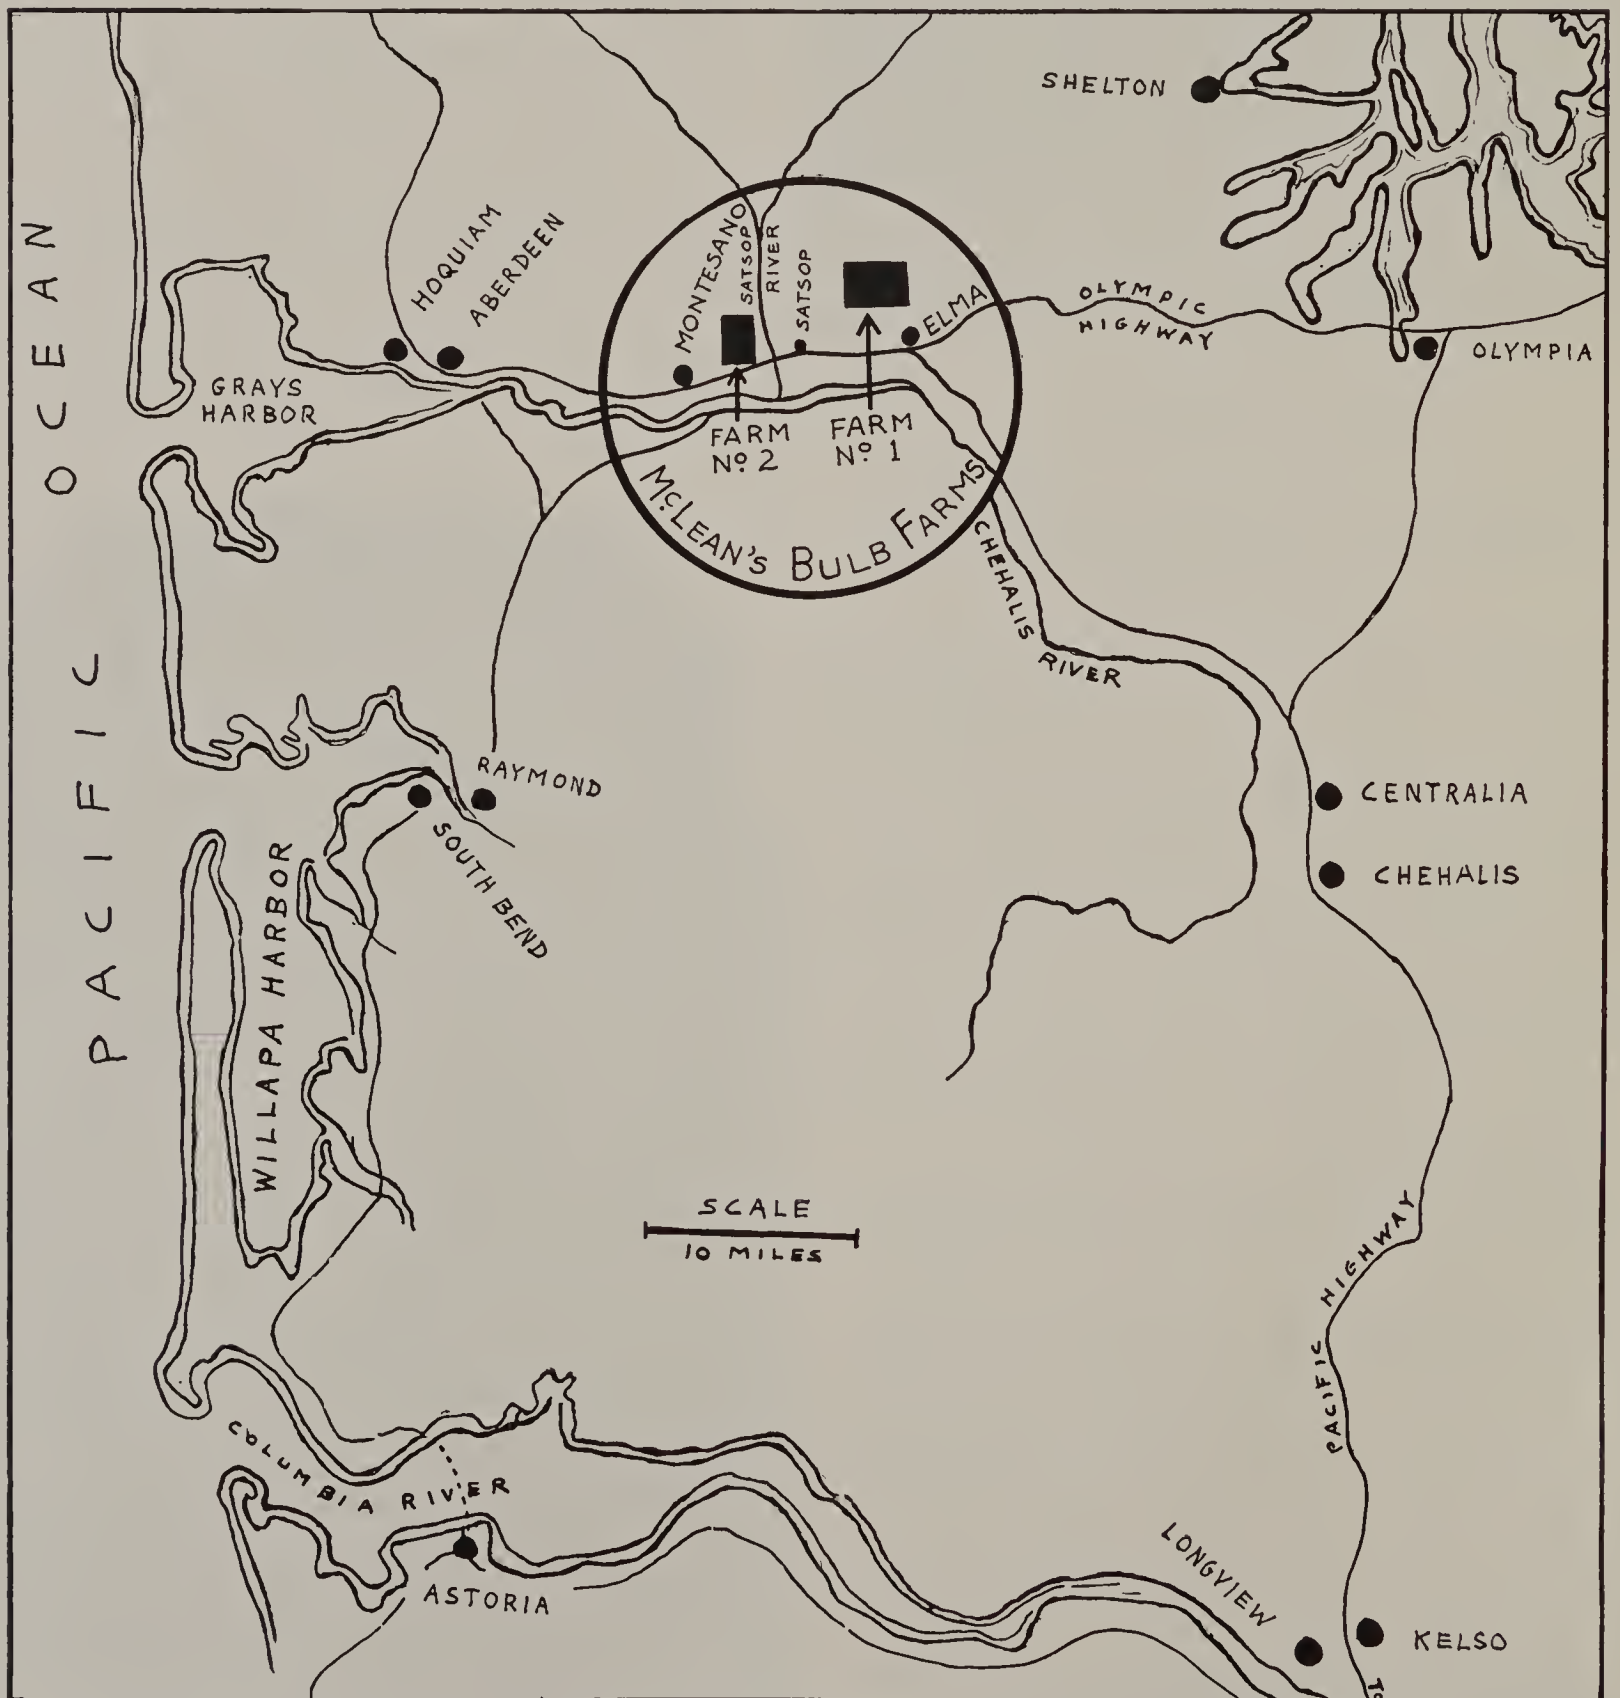 SHELTON
PACIFIC OCEAN
HOQUIAM
ABERDEEN
MONTESANO
SATSOP
RIVER
SATSOP
ELMA
OLYMPIC
HIGHWAY
OLYMPIA
GRAYS
HARBOR
FARM
Nº 2
FARM
Nº 1
McLEAN'S BULB FARMS
CHEHALIS
RIVER
RAYMOND
SOUTH BEND
CENTRALIA
CHEHALIS
WILLAPA HARBOR
SCALE
10 MILES
PACIFIC HIGHWAY
COLUMBIA RIVER
ASTORIA
LONGVIEW
KELSO